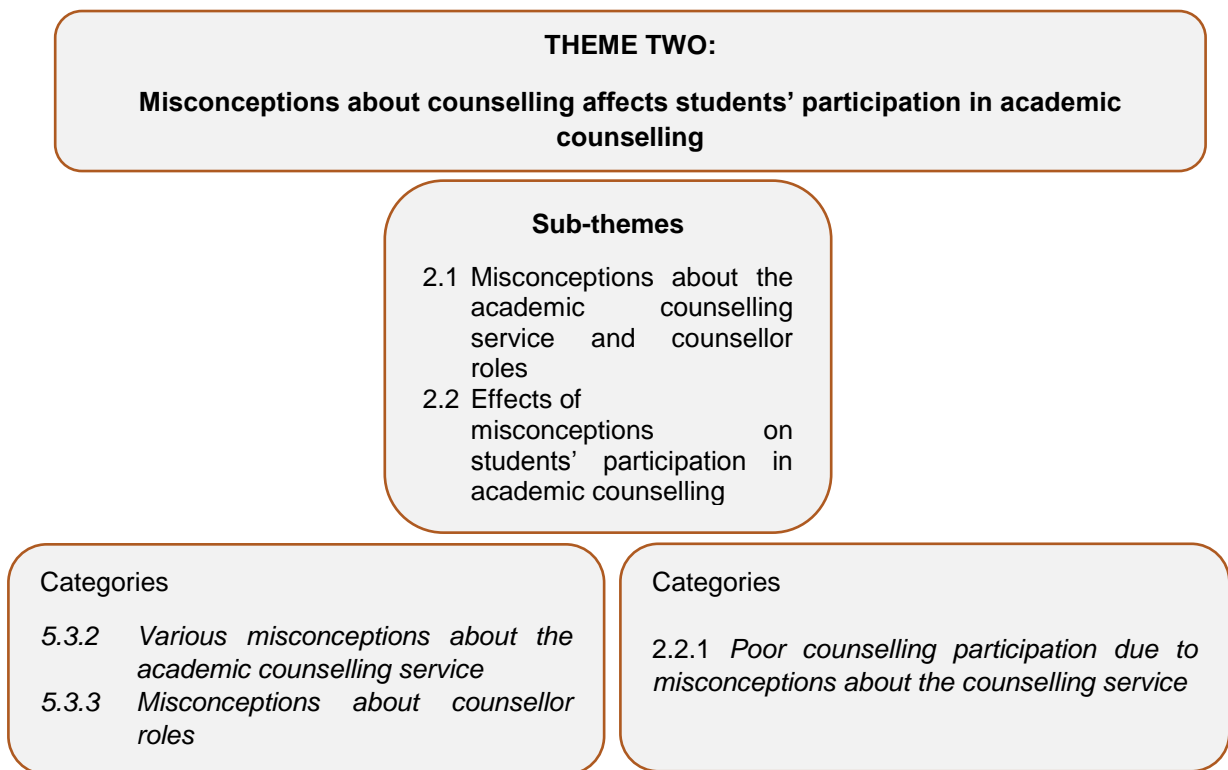 THEME TWO:
Misconceptions about counselling affects students’ participation in academic
counselling
Sub-themes
2.1 Misconceptions about the
academic counselling
service and counsellor
roles
2.2 Effects of
misconceptions on
students’ participation in
academic counselling
Categories
5.3.2 Various misconceptions about the
academic counselling service
5.3.3 Misconceptions about counsellor
roles
Categories
2.2.1 Poor counselling participation due to
misconceptions about the counselling service